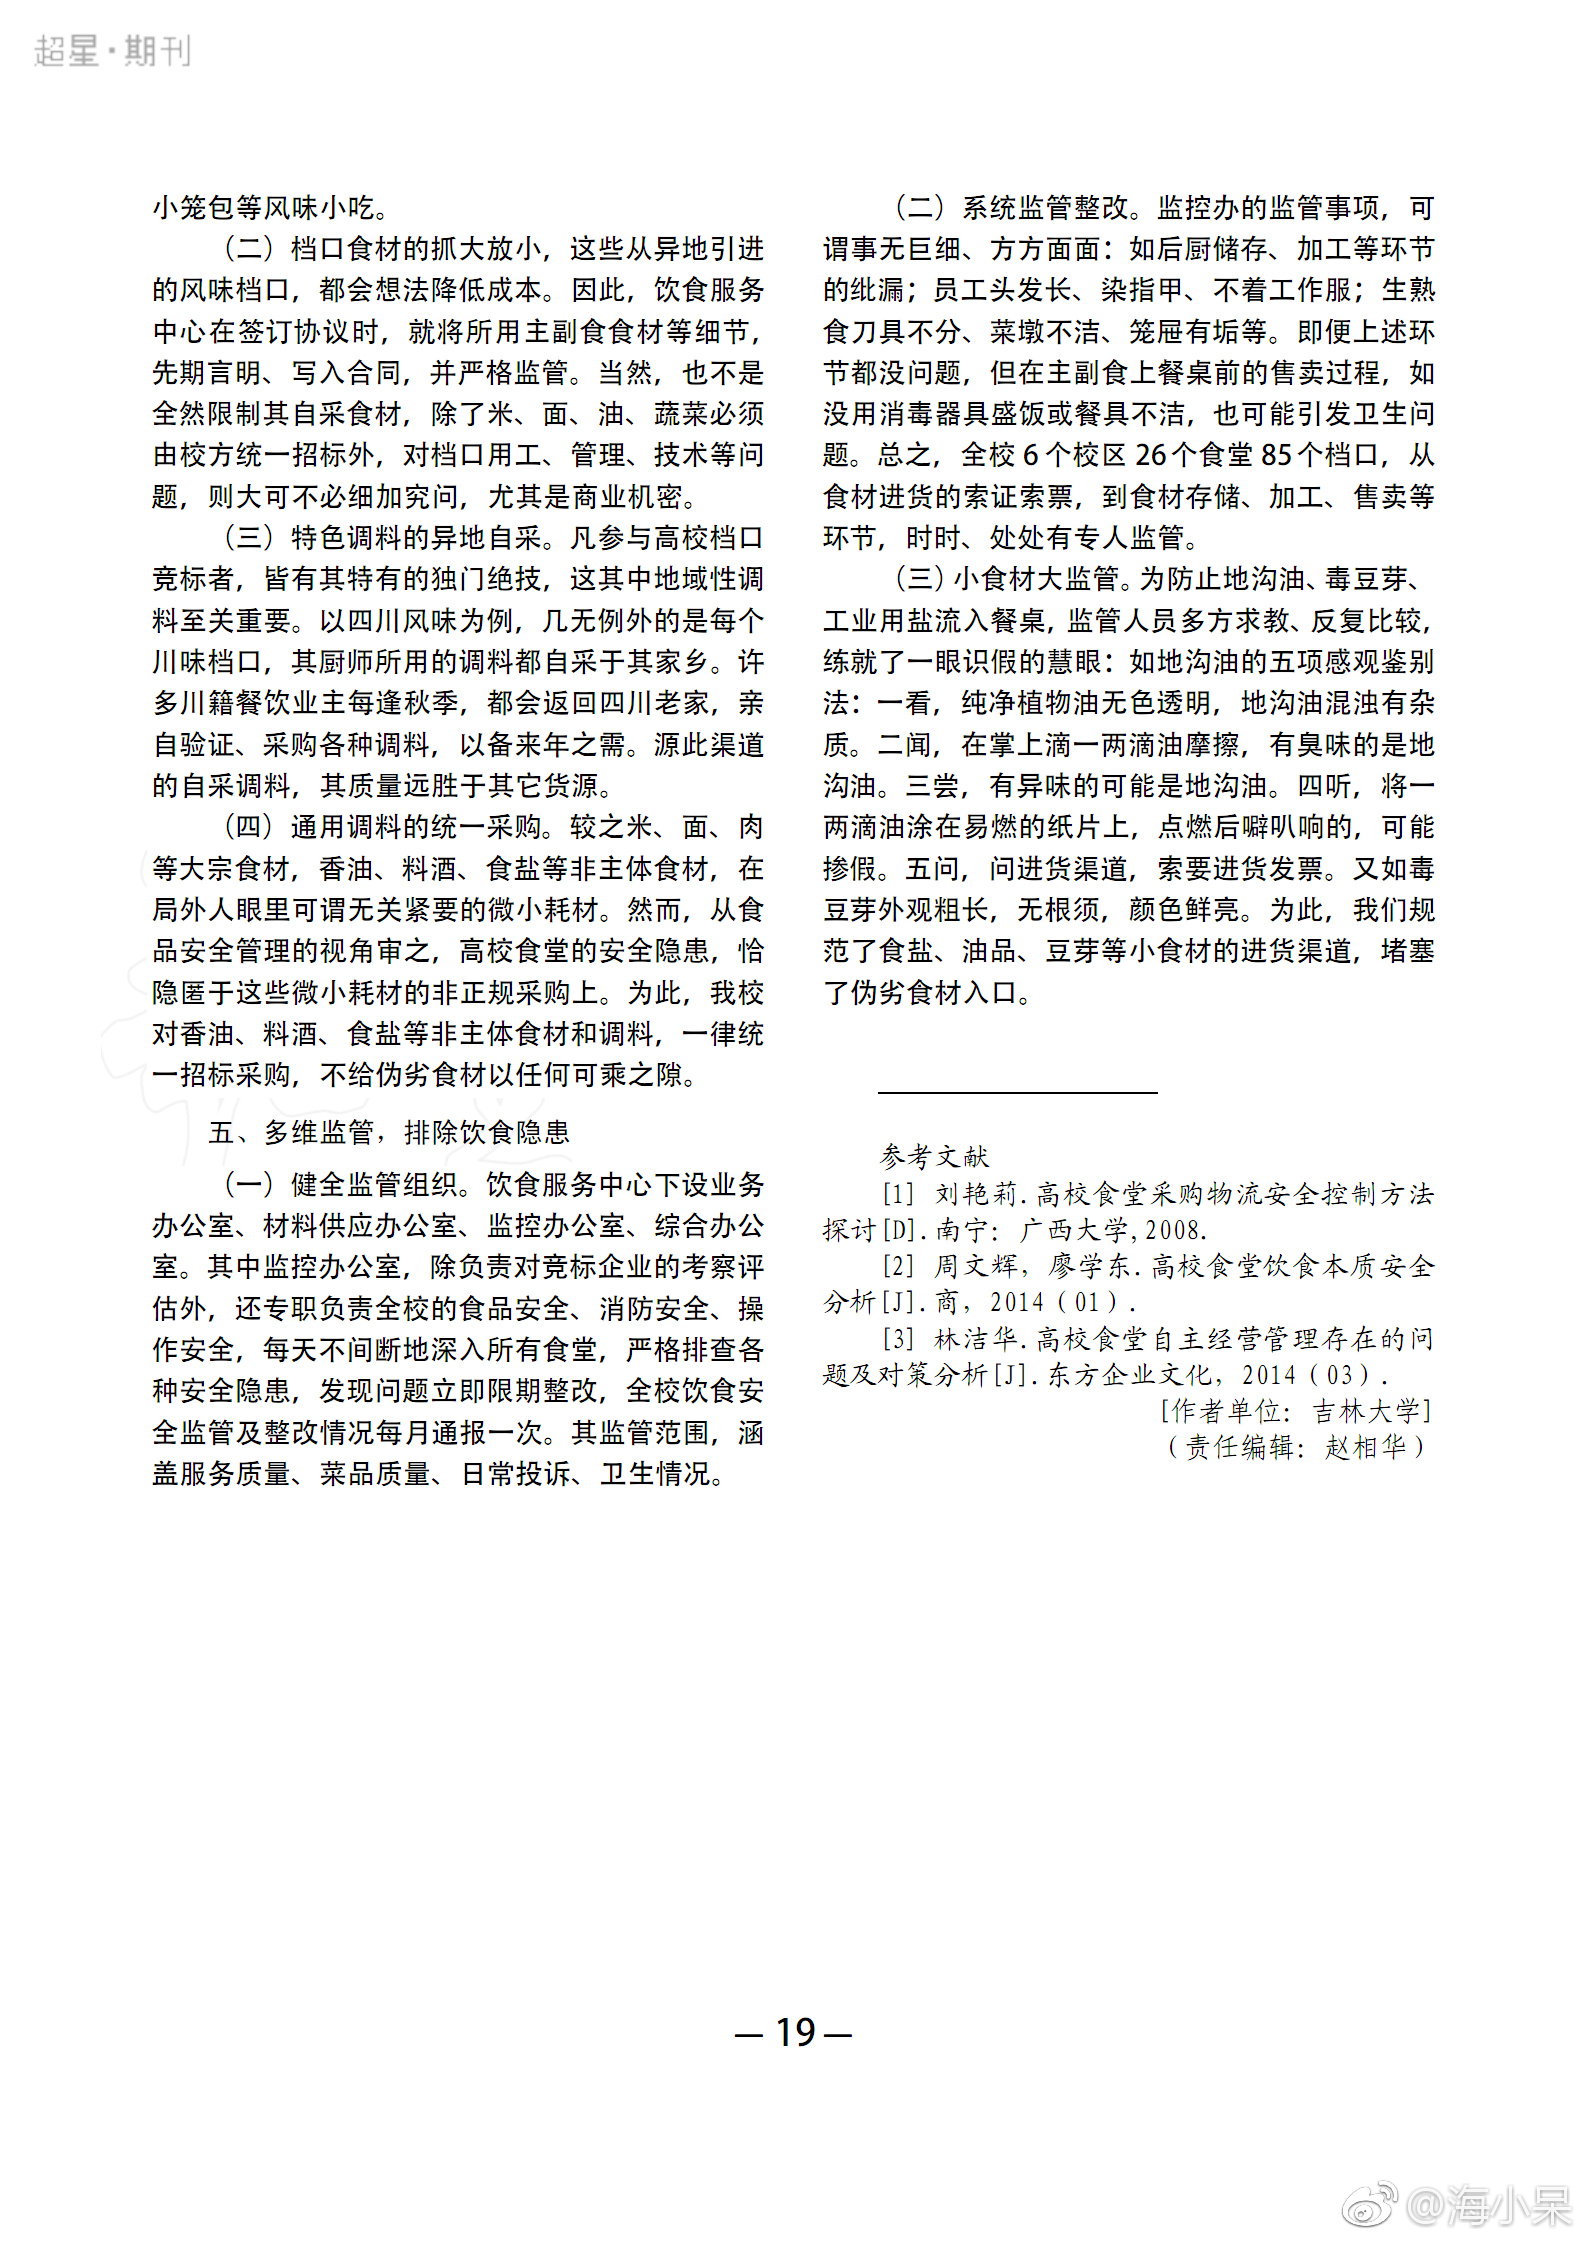 超星·期刊
小笼包等风味小吃。
（二）档口食材的抓大放小，这些从异地引进
的风味档口，都会想法降低成本。因此，饮食服务
中心在签订协议时，就将所用主副食食材等细节，
先期言明、写入合同，并严格监管。当然，也不是
全然限制其自采食材，除了米、面、油、蔬菜必须
由校方统一招标外，对档口用工、管理、技术等问
题，则大可不必细加究问，尤其是商业机密。
（三）特色调料的异地自采。凡参与高校档口
竞标者，皆有其特有的独门绝技，这其中地域性调
料至关重要。以四川风味为例，几无例外的是每个
川味档口，其厨师所用的调料都自采于其家乡。许
多川籍餐饮业主每逢秋季，都会返回四川老家，亲
自验证、采购各种调料，以备来年之需。源此渠道
的自采调料，其质量远胜于其它货源。
（四）通用调料的统一采购。较之米、面、肉
等大宗食材，香油、料酒、食盐等非主体食材，在
局外人眼里可谓无关紧要的微小耗材。然而，从食
品安全管理的视角审之，高校食堂的安全隐患，恰
隐匿于这些微小耗材的非正规采购上。为此，我校
对香油、料酒、食盐等非主体食材和调料，一律统
一招标采购，不给伪劣食材以任何可乘之隙。
五、多维监管，排除饮食隐患
（一）健全监管组织。饮食服务中心下设业务
办公室、材料供应办公室、监控办公室、综合办公
室。其中监控办公室，除负责对竞标企业的考察评
估外，还专职负责全校的食品安全、消防安全、操
作安全，每天不间断地深入所有食堂，严格排查各
种安全隐患，发现问题立即限期整改，全校饮食安
全监管及整改情况每月通报一次。其监管范围，涵
盖服务质量、菜品质量、日常投诉、卫生情况。
（二）系统监管整改。监控办的监管事项，可
谓事无巨细、方方面面：如后厨储存、加工等环节
的纰漏；员工头发长、染指甲、不着工作服；生熟
食刀具不分、菜墩不洁、笼屉有垢等。即便上述环
节都没问题，但在主副食上餐桌前的售卖过程，如
没用消毒器具盛饭或餐具不洁，也可能引发卫生问
题。总之，全校 6 个校区 26 个食堂 85 个档口，从
食材进货的索证索票，到食材存储、加工、售卖等
环节，时时、处处有专人监管。
（三）小食材大监管。为防止地沟油、毒豆芽、
工业用盐流入餐桌，监管人员多方求教、反复比较，
练就了一眼识假的慧眼：如地沟油的五项感观鉴别
法：一看，纯净植物油无色透明，地沟油混浊有杂
质。二闻，在掌上滴一两滴油摩擦，有臭味的是地
沟油。三尝，有异味的可能是地沟油。四听，将一
两滴油涂在易燃的纸片上，点燃后噼叭响的，可能
掺假。五问，问进货渠道，索要进货发票。又如毒
豆芽外观粗长，无根须，颜色鲜亮。为此，我们规
范了食盐、油品、豆芽等小食材的进货渠道，堵塞
了伪劣食材入口。
参考文献
[1] 刘艳莉.高校食堂采购物流安全控制方法
探讨[D].南宁：广西大学,2008.
[2] 周文辉，廖学东.高校食堂饮食本质安全
分析[J].商，2014（01）.
[3] 林洁华.高校食堂自主经营管理存在的问
题及对策分析[J].东方企业文化，2014（03）.
[作者单位：吉林大学]
（责任编辑：赵相华）
— 19 —
@海小呆